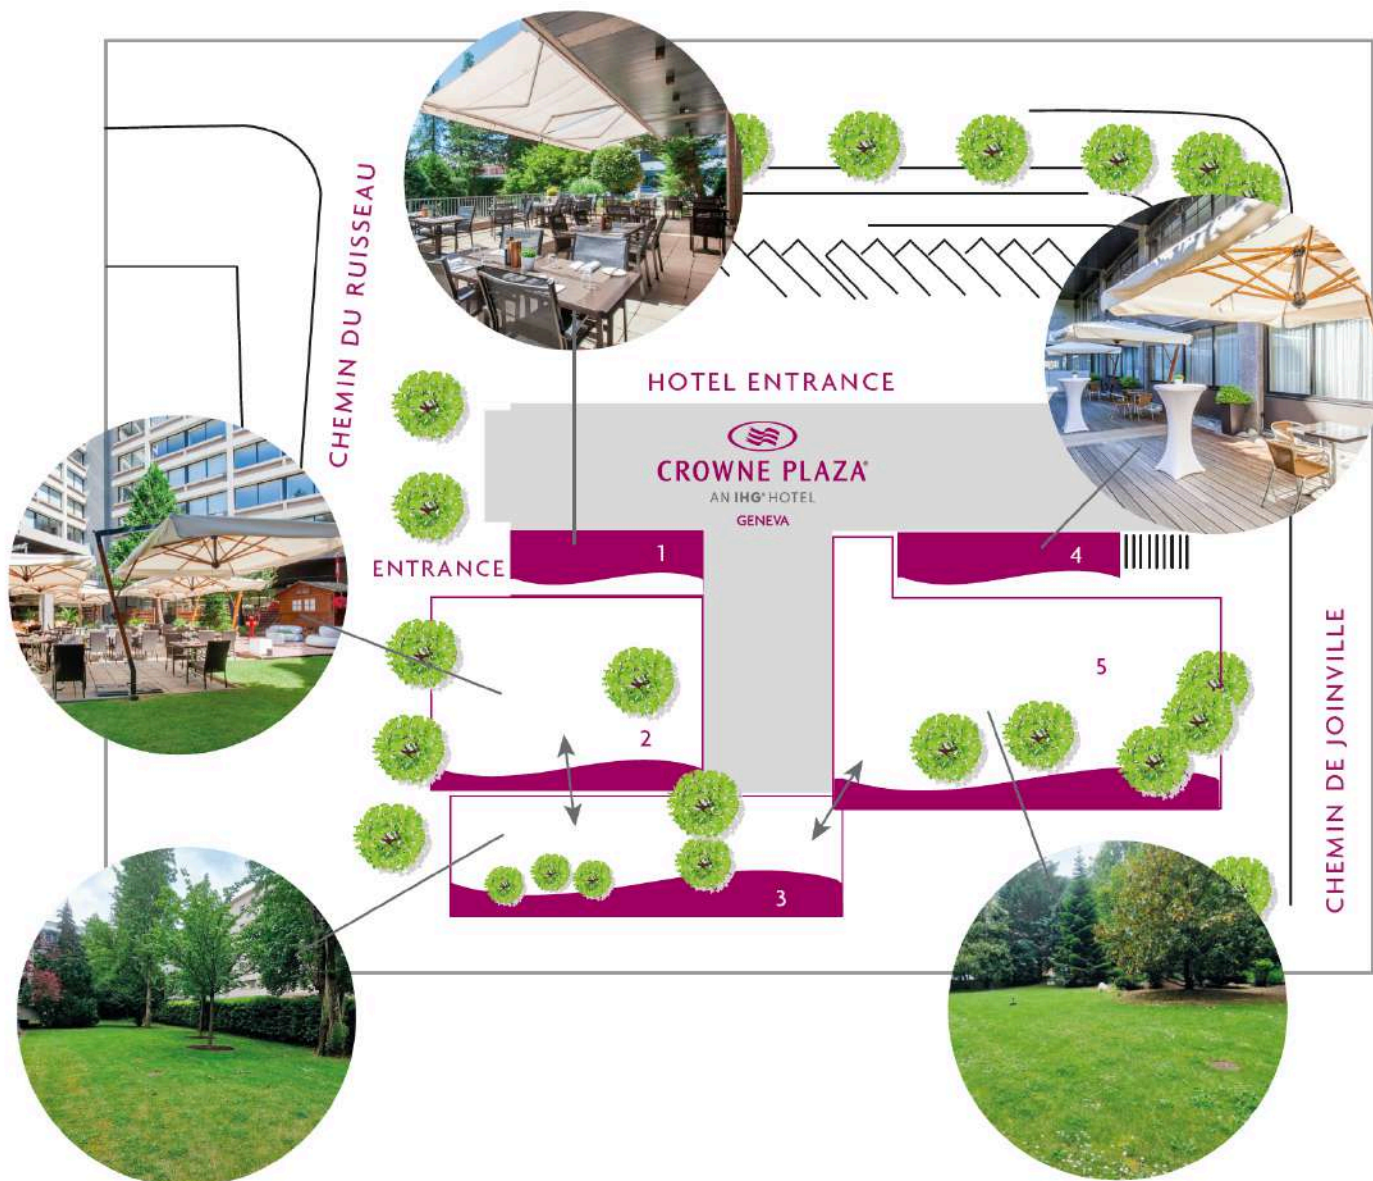 CHEMIN DU RUISSEAU
HOTEL ENTRANCE
CROWNE PLAZA®
AN IHG® HOTEL
GENEVA
ENTRANCE
1
4
5
2
3
CHEMIN DE JOINVILLE